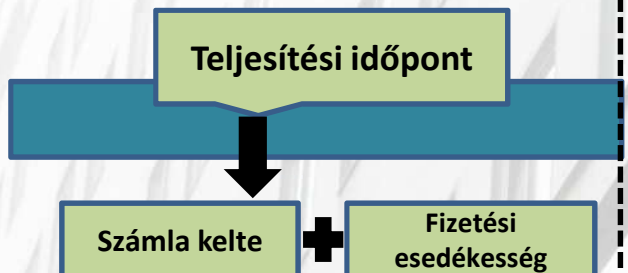 Teljesítési időpont
Számla kelte
Fizetési
esedékesség